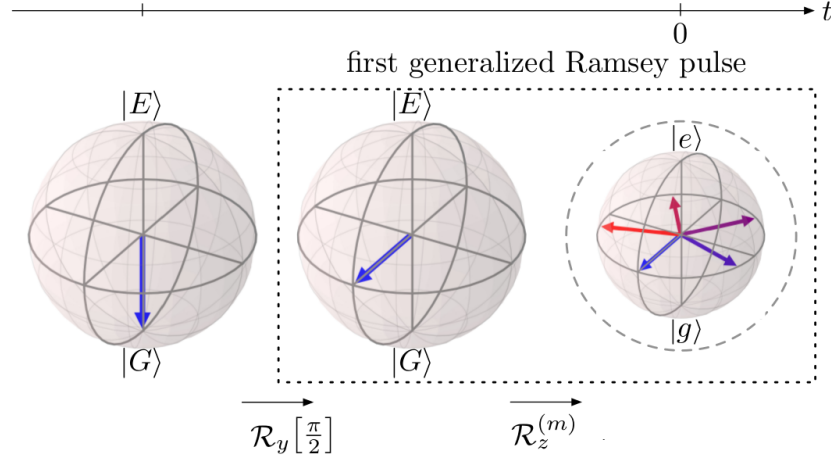 t
0
first generalized Ramsey pulse
|E⟩ |E⟩ |e⟩
|G⟩ |G⟩ |g⟩
𝓡_y[π/2] 𝓡_z^(m)